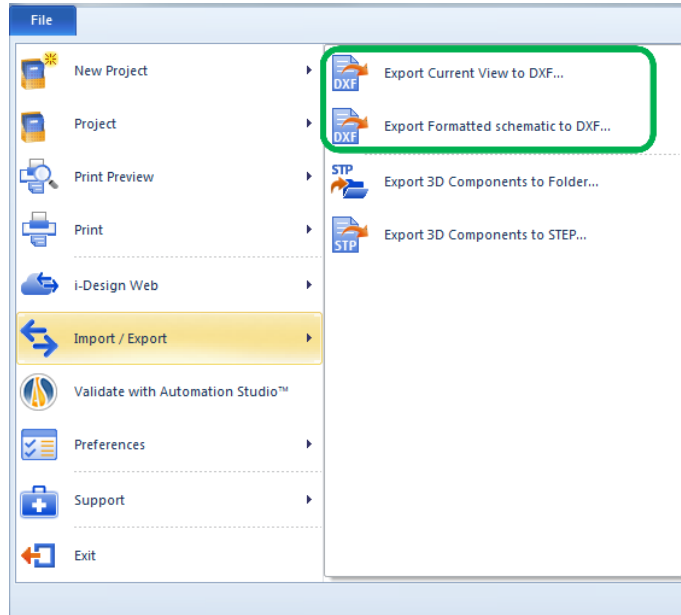 File
New Project
Project
Print Preview
Print
i-Design Web
Import / Export
Validate with Automation Studio™
Preferences
Support
Exit
DXF
Export Current View to DXF...
DXF
Export Formatted schematic to DXF...
STP
Export 3D Components to Folder...
STP
Export 3D Components to STEP...